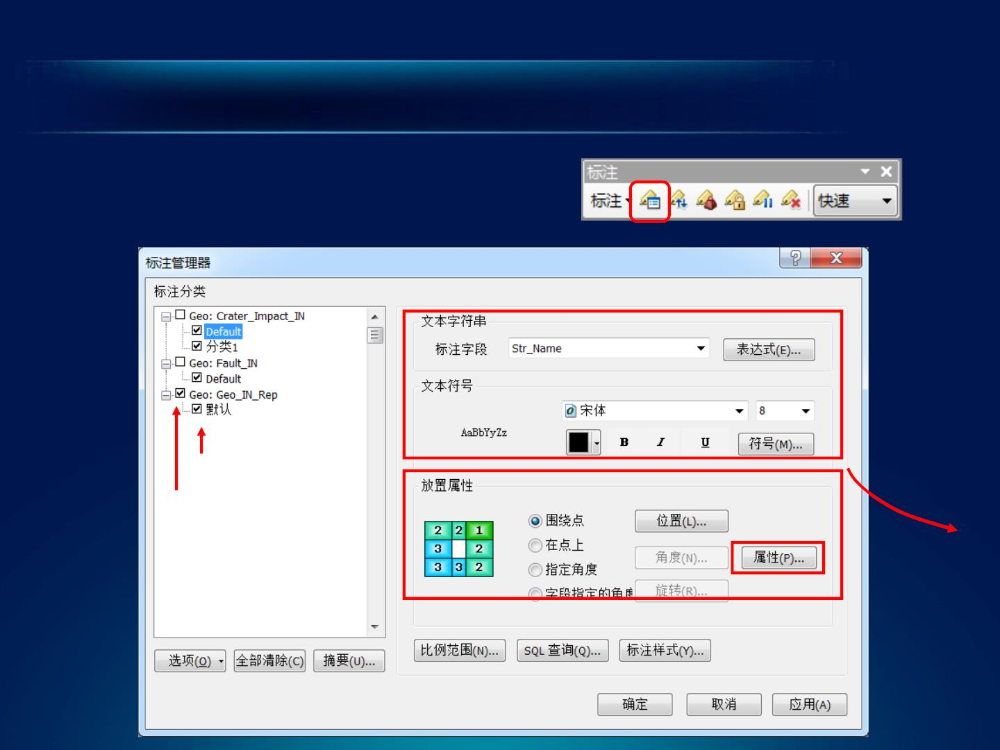 标注
标注
快速
标注管理器
标注分类
Geo: Crater_Impact_IN
Default
分类1
Geo: Fault_IN
Default
Geo: Geo_IN_Rep
默认
选项(O)
全部清除(C)
摘要(U)...
文本字符串
标注字段
Str_Name
表达式(E)...
文本符号
AaBbYyZz
宋体
8
B
I
U
符号(M)...
放置属性
2 2 1
3 2
3 3 2
围绕点
在点上
指定角度
字段指定的角度
位置(L)...
角度(N)...
旋转(R)...
属性(P)...
比例范围(N)...
SQL 查询(Q)...
标注样式(Y)...
确定
取消
应用(A)